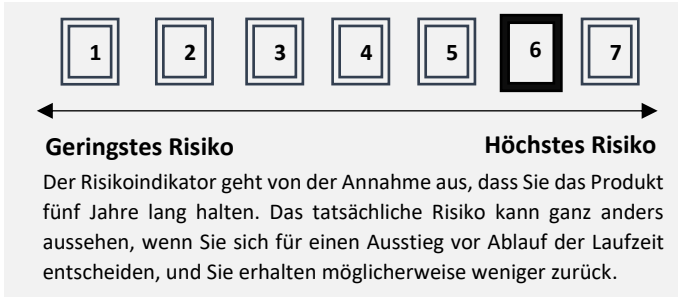 1 2 3 4 5 6 7
Geringstes Risiko Höchstes Risiko
Der Risikoindikator geht von der Annahme aus, dass Sie das Produkt
fünf Jahre lang halten. Das tatsächliche Risiko kann ganz anders
aussehen, wenn Sie sich für einen Ausstieg vor Ablauf der Laufzeit
entscheiden, und Sie erhalten möglicherweise weniger zurück.